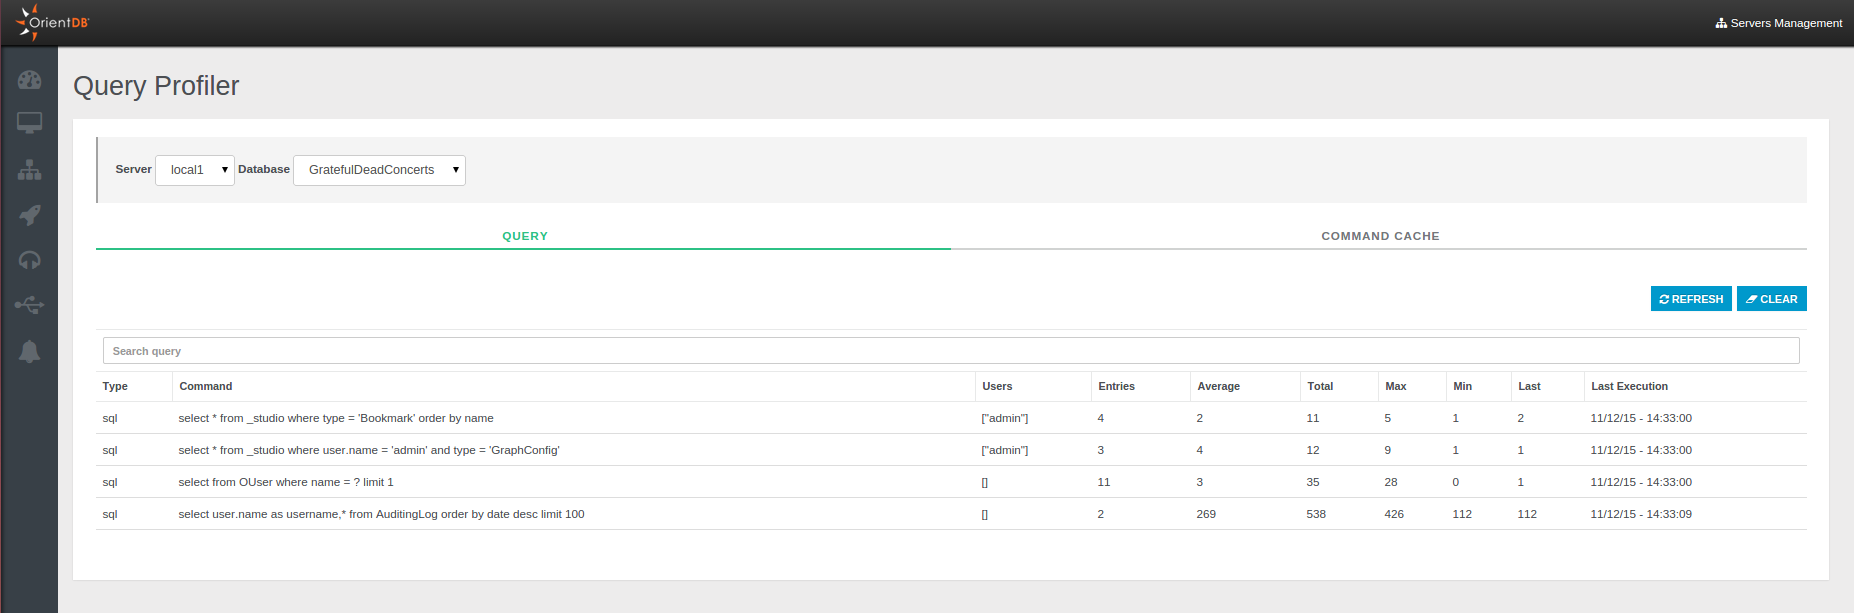 OrientDB
Servers Management
Query Profiler
Server local1 Database GratefulDeadConcerts
QUERY COMMAND CACHE
REFRESH CLEAR
Search query
Type Command Users Entries Average Total Max Min Last Last Execution
sql select * from _studio where type = 'Bookmark' order by name ["admin"] 4 2 11 5 1 2 11/12/15 - 14:33:00
sql select * from _studio where user.name = 'admin' and type = 'GraphConfig' ["admin"] 3 4 12 9 1 1 11/12/15 - 14:33:00
sql select from OUser where name = ? limit 1 [] 11 3 35 28 0 1 11/12/15 - 14:33:00
sql select user.name as username,* from AuditingLog order by date desc limit 100 [] 2 269 538 426 112 112 11/12/15 - 14:33:09